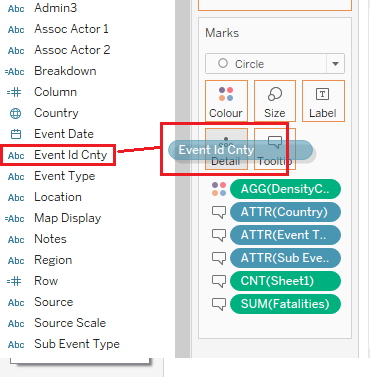 Admin3
Abc Assoc Actor 1
Abc Assoc Actor 2
=Abc Breakdown
Column
Country
Event Date
Abc Event Id Cnty
Abc Event Type
Abc Location
=Abc Map Display
Abc Notes
Abc Region
Row
Abc Source
Abc Source Scale
Abc Sub Event Type
Marks
Circle
Colour Size Label
T
Event Id Cnty
Detail Tooltip
AGG(DensityC..
ATTR(Country)
ATTR(Event T..
ATTR(Sub Eve..
CNT(Sheet1)
SUM(Fatalities)